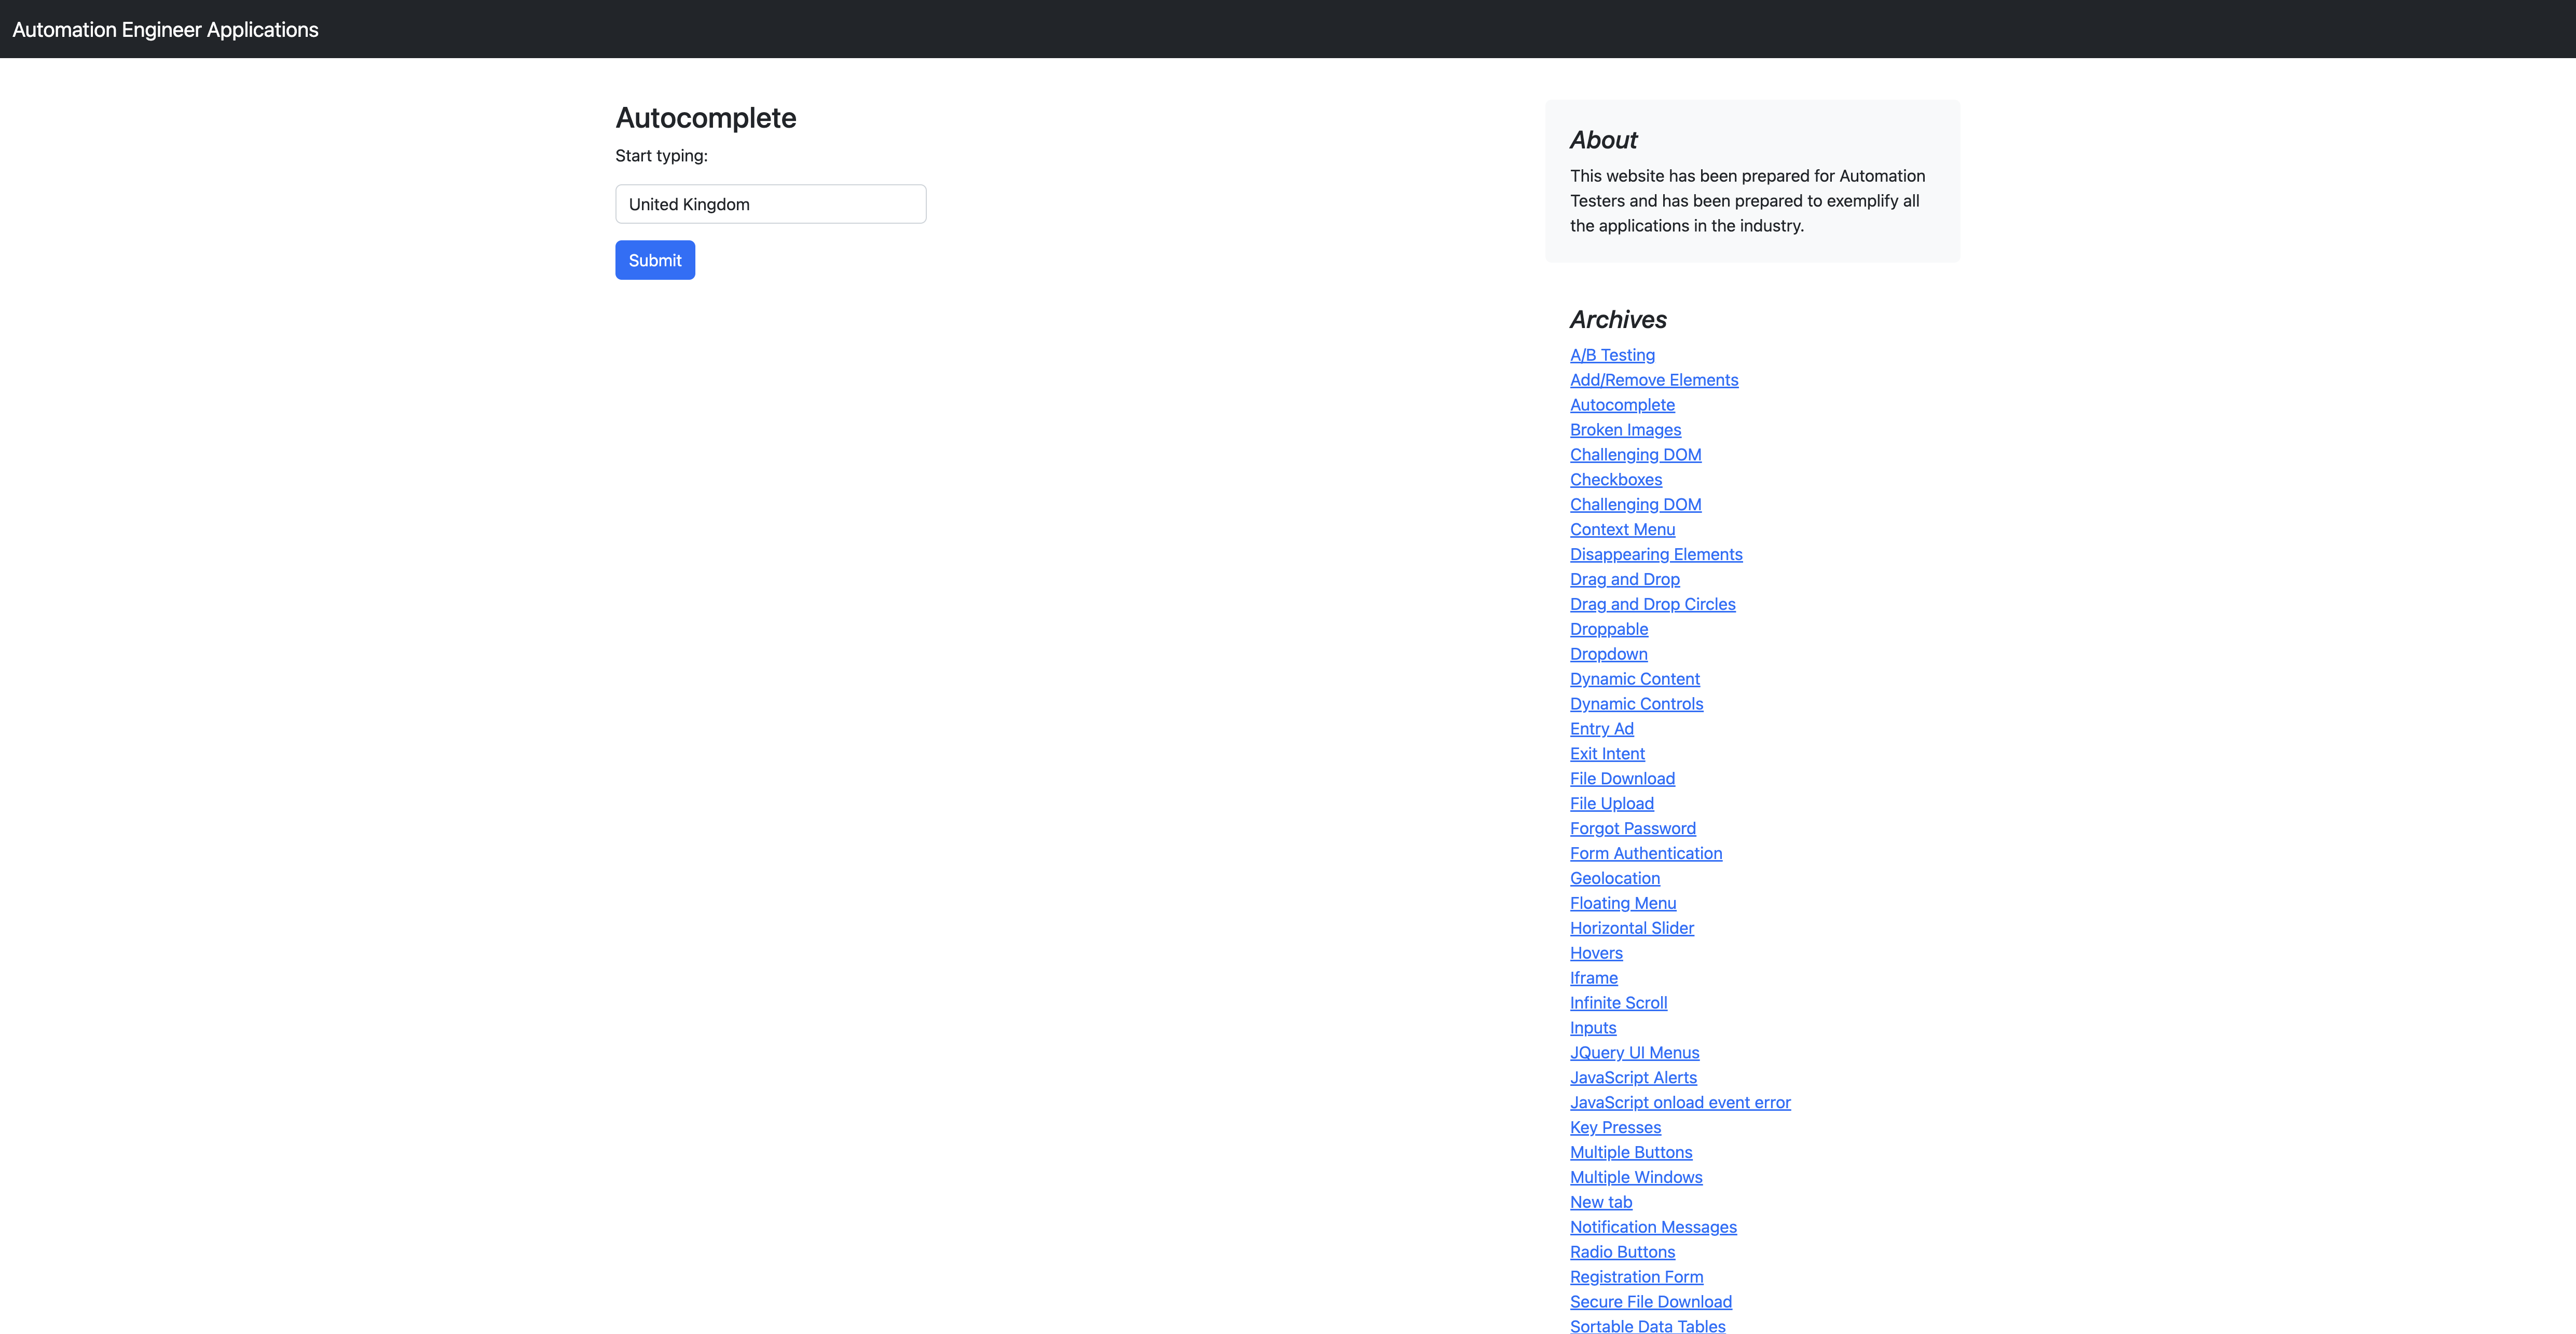 Automation Engineer Applications
Autocomplete
Start typing:
United Kingdom
Submit
About
This website has been prepared for Automation
Testers and has been prepared to exemplify all
the applications in the industry.
Archives
A/B Testing
Add/Remove Elements
Autocomplete
Broken Images
Challenging DOM
Checkboxes
Challenging DOM
Context Menu
Disappearing Elements
Drag and Drop
Drag and Drop Circles
Droppable
Dropdown
Dynamic Content
Dynamic Controls
Entry Ad
Exit Intent
File Download
File Upload
Forgot Password
Form Authentication
Geolocation
Floating Menu
Horizontal Slider
Hovers
Iframe
Infinite Scroll
Inputs
JQuery UI Menus
JavaScript Alerts
JavaScript onload event error
Key Presses
Multiple Buttons
Multiple Windows
New tab
Notification Messages
Radio Buttons
Registration Form
Secure File Download
Sortable Data Tables